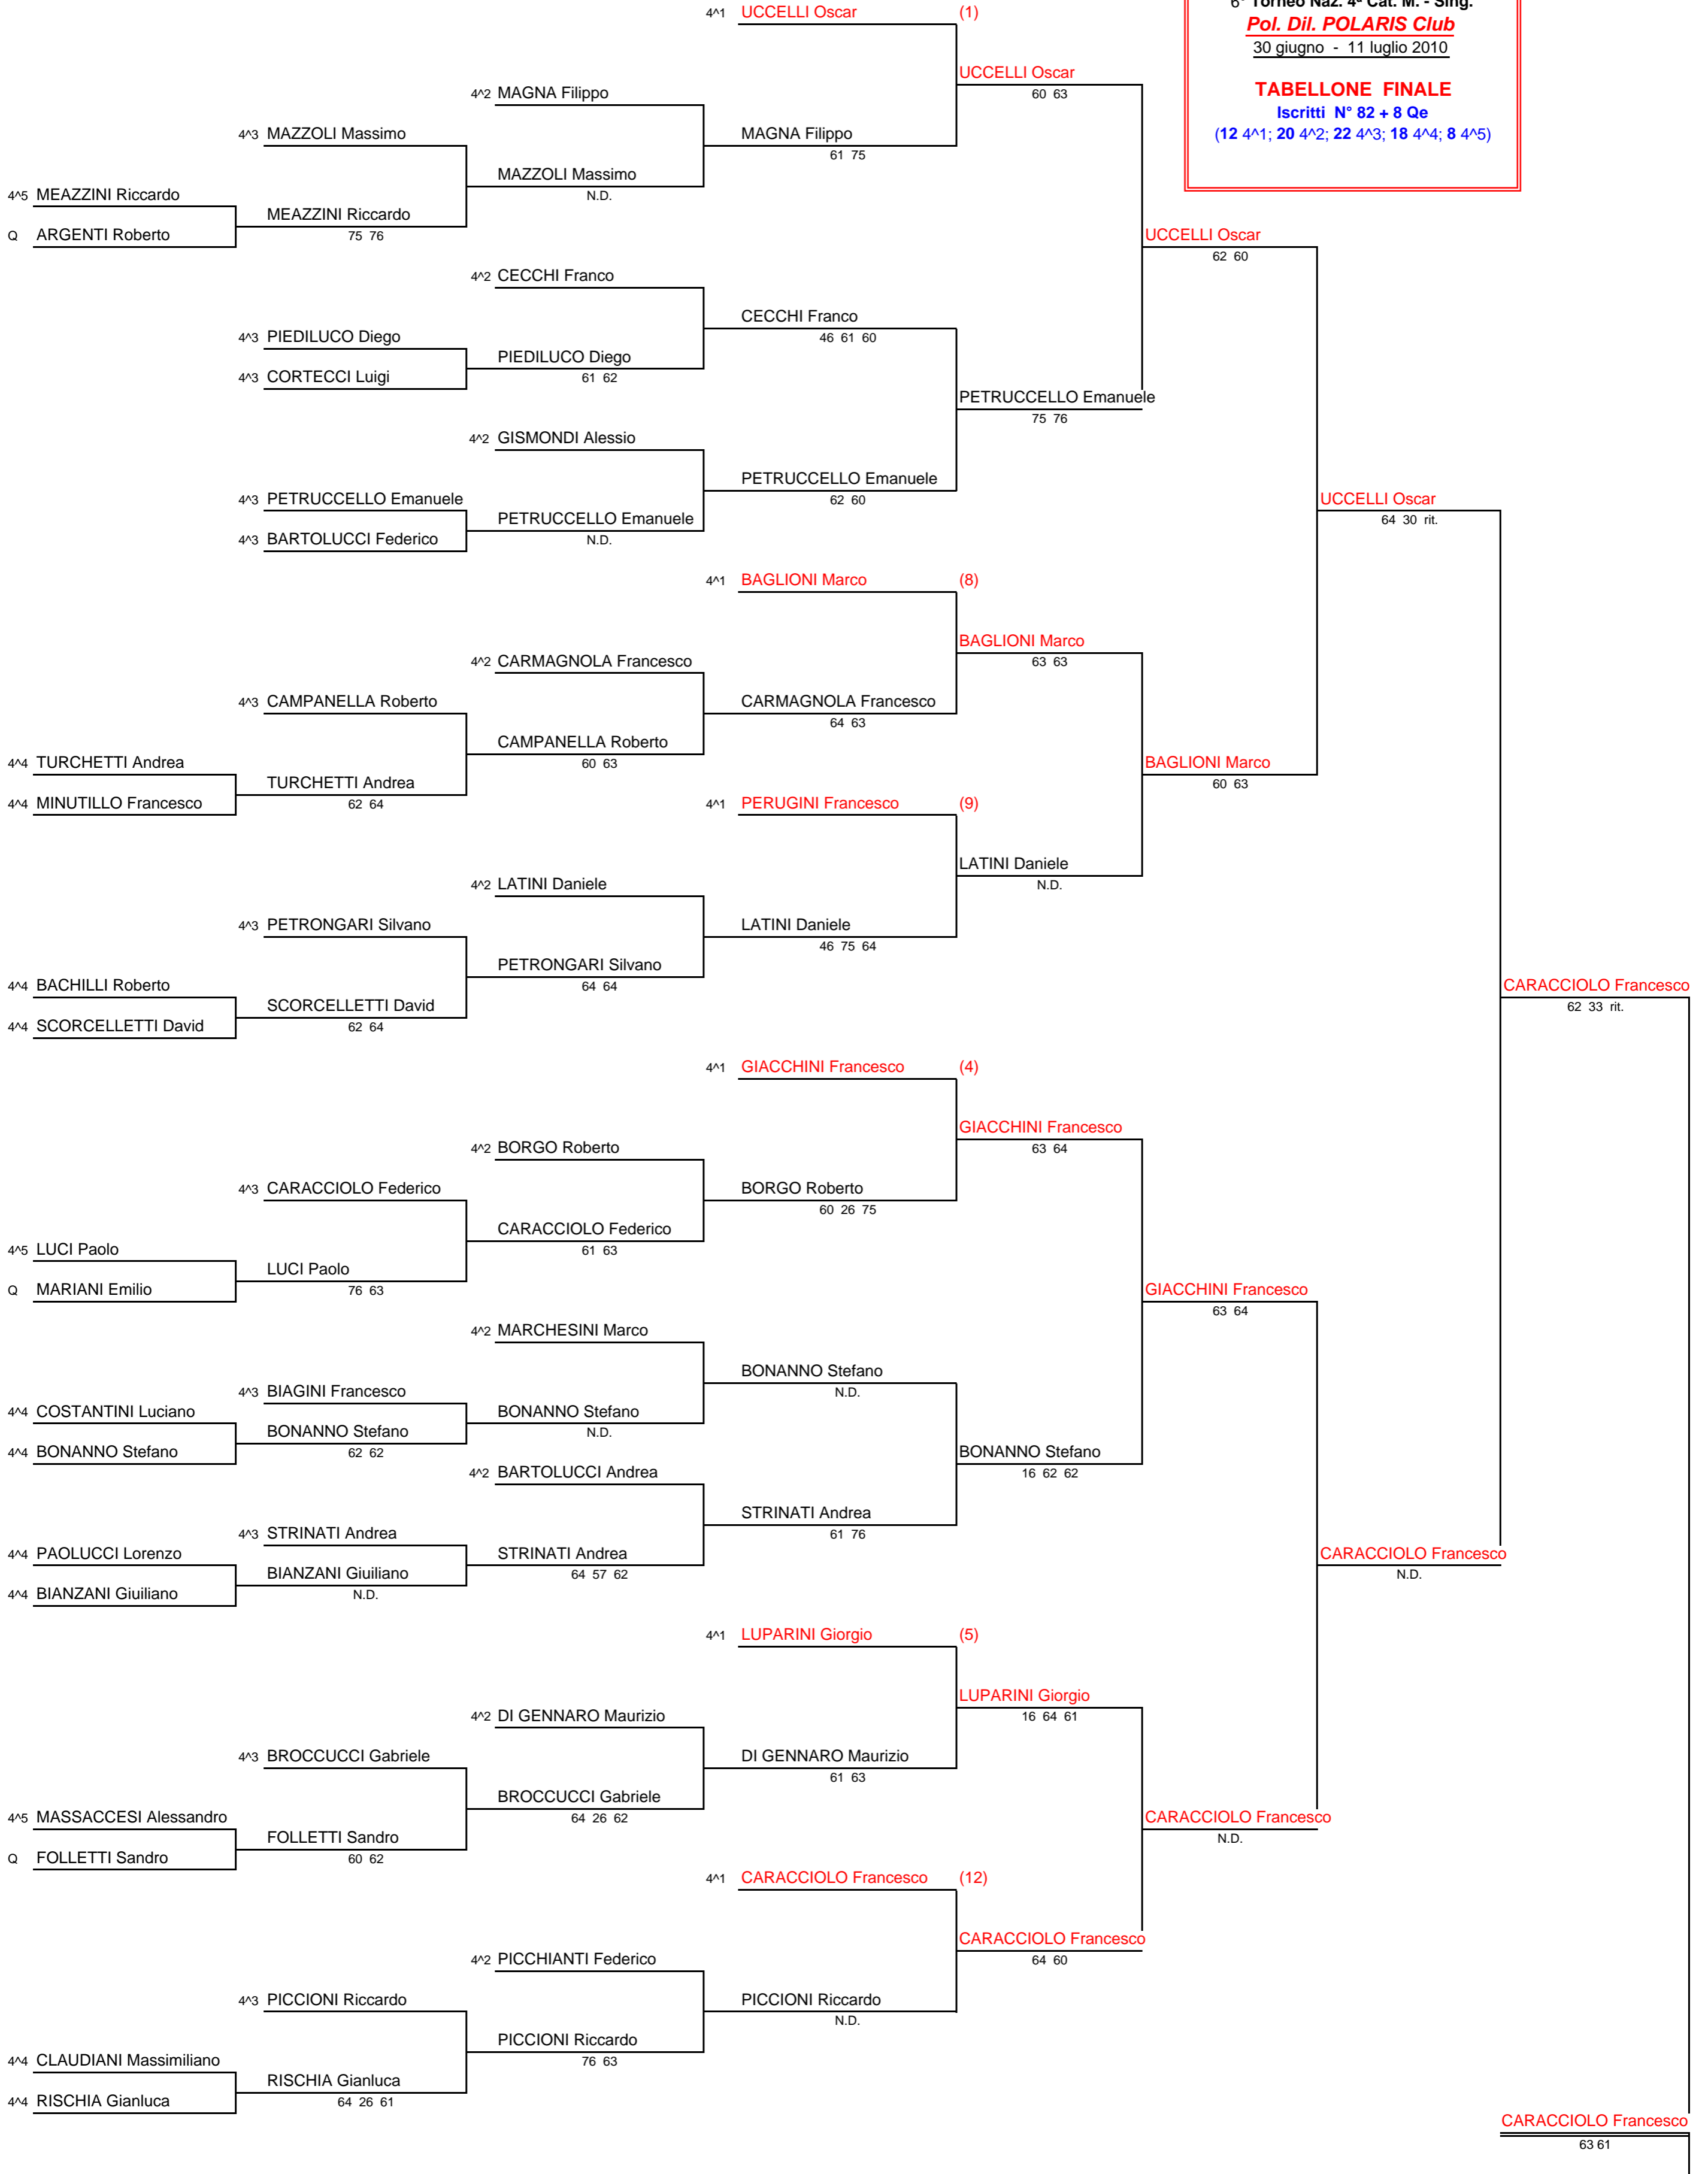 4^1 UCCELLI Oscar (1)
6° Torneo Naz. 4ª Cat. M. - Sing.
Pol. Dil. POLARIS Club
30 giugno - 11 luglio 2010
TABELLONE FINALE
Iscritti N° 82 + 8 Qe
(12 4^1; 20 4^2; 22 4^3; 18 4^4; 8 4^5)
UCCELLI Oscar
60 63
4^2 MAGNA Filippo
4^3 MAZZOLI Massimo
MAGNA Filippo
61 75
MAZZOLI Massimo
N.D.
4^5 MEAZZINI Riccardo
MEAZZINI Riccardo
75 76
Q ARGENTI Roberto
UCCELLI Oscar
62 60
4^2 CECCHI Franco
CECCHI Franco
46 61 60
4^3 PIEDILUCO Diego
PIEDILUCO Diego
61 62
4^3 CORTECCI Luigi
PETRUCCELLO Emanuele
75 76
4^2 GISMONDI Alessio
PETRUCCELLO Emanuele
62 60
4^3 PETRUCCELLO Emanuele
PETRUCCELLO Emanuele
N.D.
4^3 BARTOLUCCI Federico
UCCELLI Oscar
64 30 rit.
4^1 BAGLIONI Marco (8)
BAGLIONI Marco
63 63
4^2 CARMAGNOLA Francesco
4^3 CAMPANELLA Roberto
CARMAGNOLA Francesco
64 63
CAMPANELLA Roberto
60 63
4^4 TURCHETTI Andrea
BAGLIONI Marco
60 63
TURCHETTI Andrea
62 64
4^4 MINUTILLO Francesco
4^1 PERUGINI Francesco (9)
LATINI Daniele
N.D.
4^2 LATINI Daniele
4^3 PETRONGARI Silvano
LATINI Daniele
46 75 64
PETRONGARI Silvano
64 64
4^4 BACHILLI Roberto
CARACCIOLO Francesco
62 33 rit.
SCORCELLETTI David
62 64
4^4 SCORCELLETTI David
4^1 GIACCHINI Francesco (4)
GIACCHINI Francesco
63 64
4^2 BORGO Roberto
4^3 CARACCIOLO Federico
BORGO Roberto
60 26 75
CARACCIOLO Federico
61 63
4^5 LUCI Paolo
LUCI Paolo
76 63
Q MARIANI Emilio
GIACCHINI Francesco
63 64
4^2 MARCHESINI Marco
BONANNO Stefano
N.D.
4^3 BIAGINI Francesco
4^4 COSTANTINI Luciano
BONANNO Stefano
N.D.
BONANNO Stefano
62 62
4^4 BONANNO Stefano
BONANNO Stefano
16 62 62
4^2 BARTOLUCCI Andrea
STRINATI Andrea
61 76
4^3 STRINATI Andrea
4^4 PAOLUCCI Lorenzo
STRINATI Andrea
64 57 62
CARACCIOLO Francesco
N.D.
BIANZANI Giuiliano
N.D.
4^4 BIANZANI Giuiliano
4^1 LUPARINI Giorgio (5)
LUPARINI Giorgio
16 64 61
4^2 DI GENNARO Maurizio
4^3 BROCCUCCI Gabriele
DI GENNARO Maurizio
61 63
BROCCUCCI Gabriele
64 26 62
4^5 MASSACCESI Alessandro
CARACCIOLO Francesco
N.D.
FOLLETTI Sandro
60 62
Q FOLLETTI Sandro
4^1 CARACCIOLO Francesco (12)
CARACCIOLO Francesco
64 60
4^2 PICCHIANTI Federico
4^3 PICCIONI Riccardo
PICCIONI Riccardo
N.D.
PICCIONI Riccardo
76 63
4^4 CLAUDIANI Massimiliano
RISCHIA Gianluca
64 26 61
4^4 RISCHIA Gianluca
CARACCIOLO Francesco
63 61